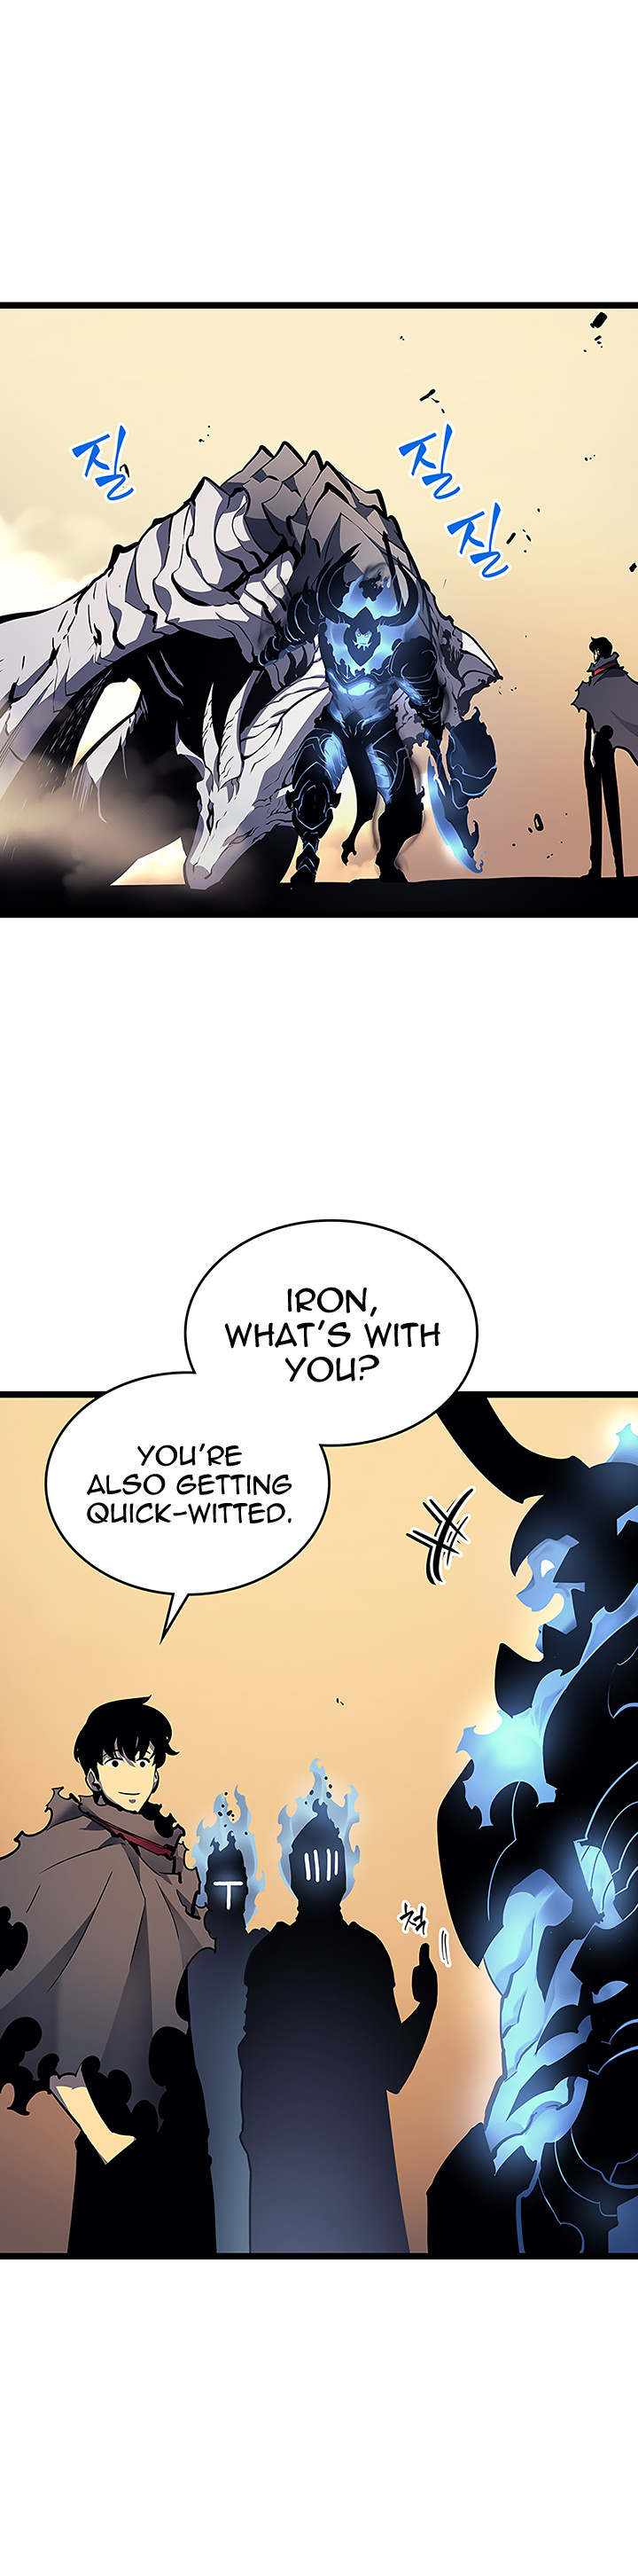 질
질
질
IRON,
WHAT'S WITH
YOU?
YOU'RE
ALSO GETTING
QUICK-WITTED.
척